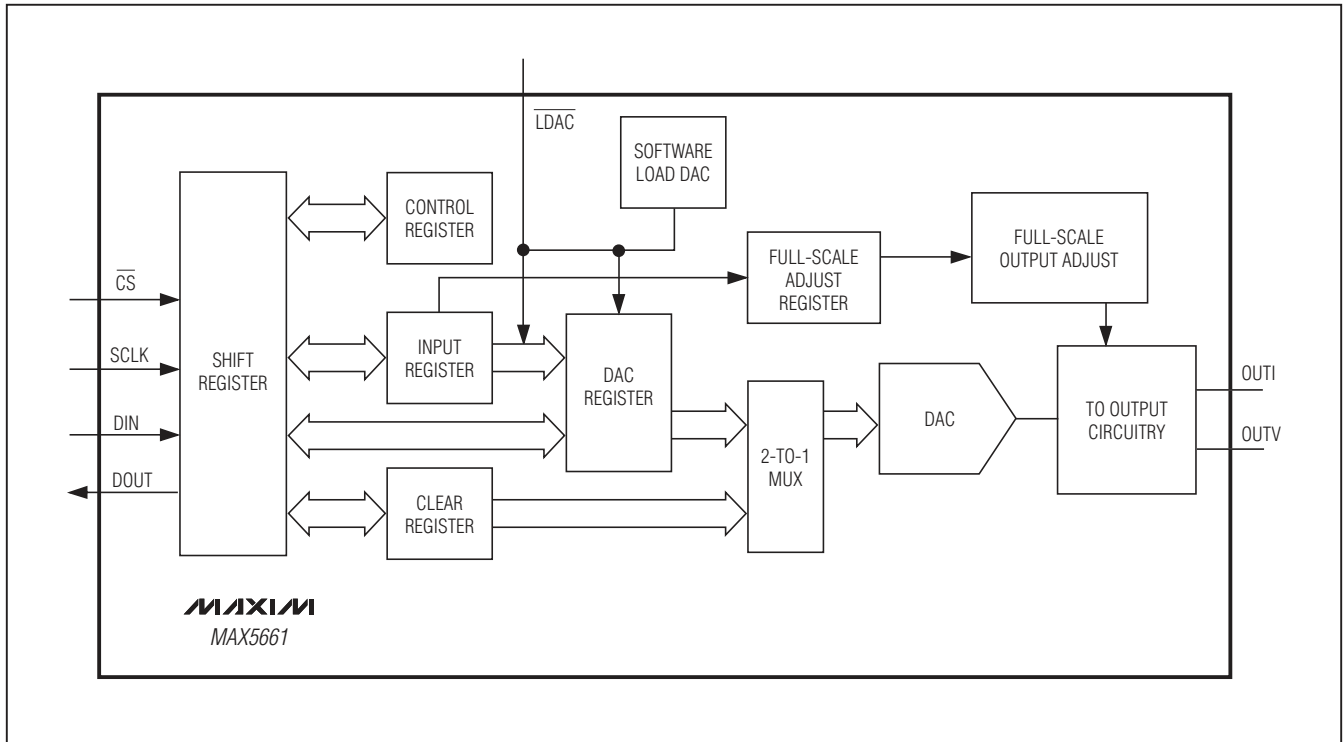 LDAC
SOFTWARE
LOAD DAC
CONTROL
REGISTER
FULL-SCALE
ADJUST
REGISTER
FULL-SCALE
OUTPUT ADJUST
CS
SCLK
DIN
DOUT
SHIFT
REGISTER
INPUT
REGISTER
DAC
REGISTER
CLEAR
REGISTER
2-TO-1
MUX
DAC
TO OUTPUT
CIRCUITRY
OUTI
OUTV
MAXIM
MAX5661